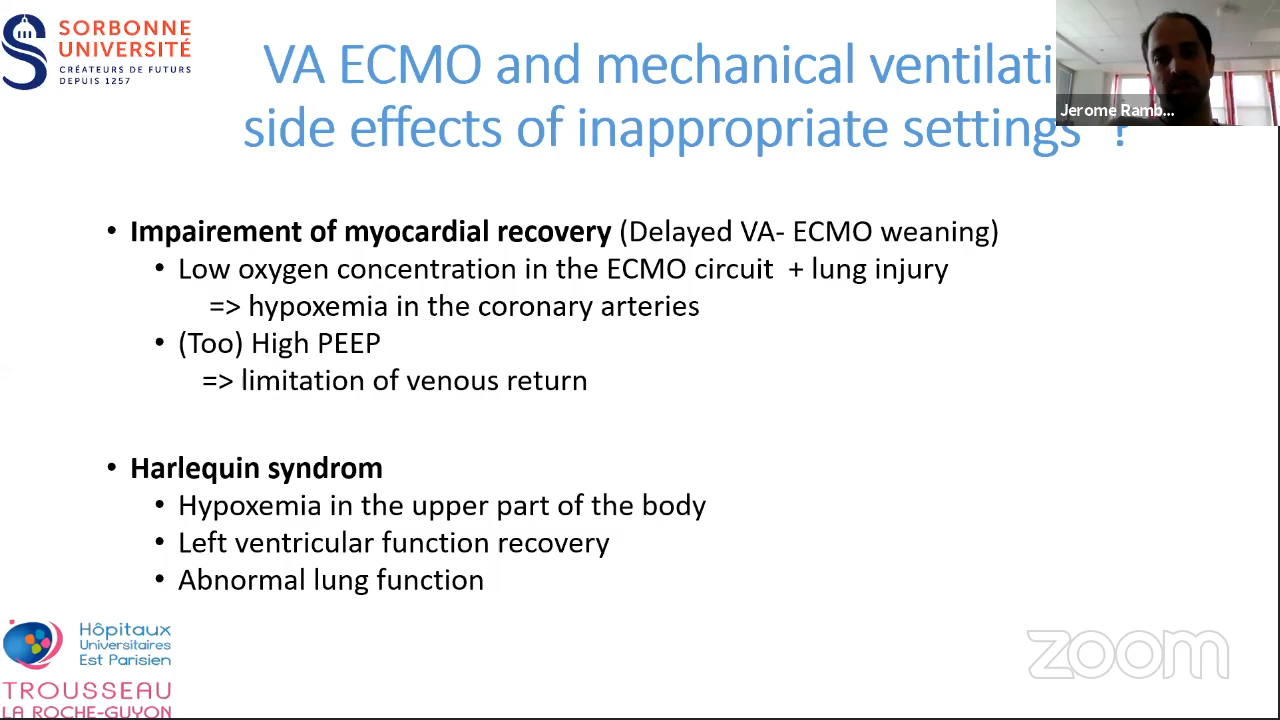 SORBONNE
UNIVERSITÉ
CRÉATEURS DE FUTURS
DEPUIS 1257
VA ECMO and mechanical ventilati
side effects of inappropriate settings ?
Jerome Ramb...
• Impairement of myocardial recovery (Delayed VA- ECMO weaning)
• Low oxygen concentration in the ECMO circuit + lung injury
=> hypoxemia in the coronary arteries
• (Too) High PEEP
=> limitation of venous return
• Harlequin syndrom
• Hypoxemia in the upper part of the body
• Left ventricular function recovery
• Abnormal lung function
Hôpitaux
Universitaires
Est Parisien
TROUSSEAU
LA ROCHE-GUYON
zoom